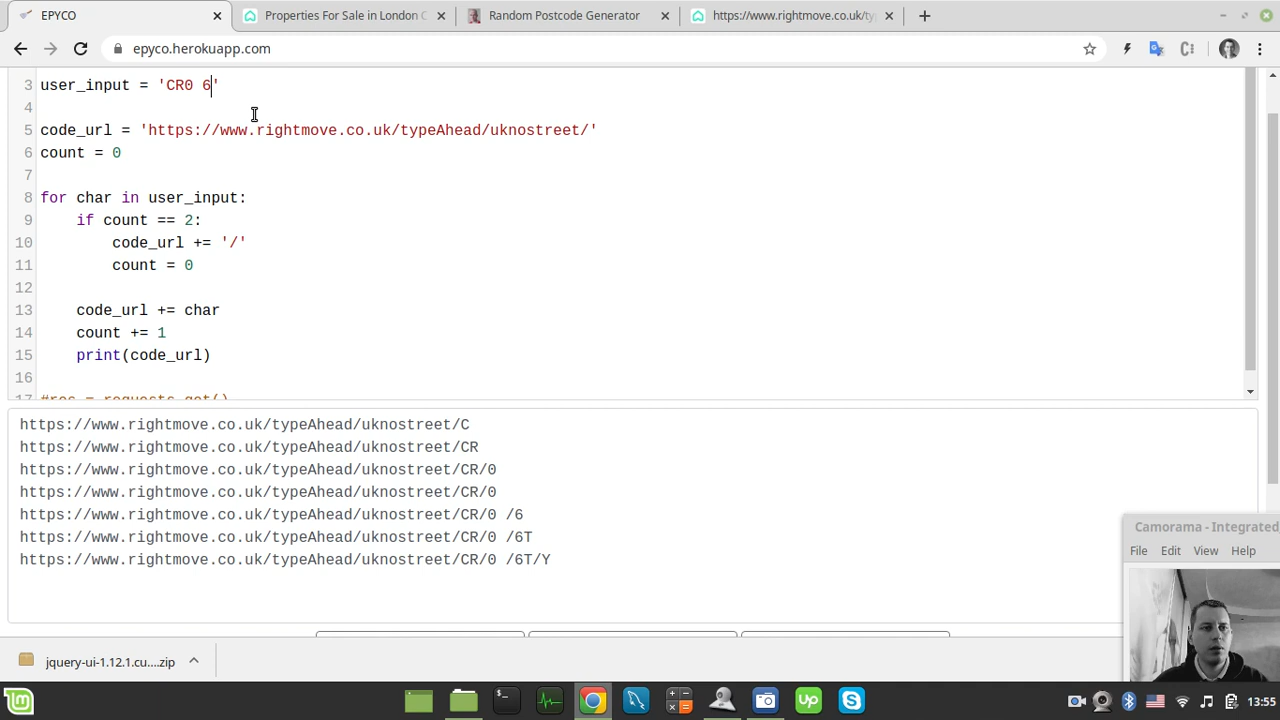 EPYCO
Properties For Sale in London
Random Postcode Generator
https://www.rightmove.co.uk/ty
epyco.herokuapp.com
3 user_input = 'CR0 6'
4
5 code_url = 'https://www.rightmove.co.uk/typeAhead/uknostreet/'
6 count = 0
7
8 for char in user_input:
9 if count == 2:
10 code_url += '/'
11 count = 0
12
13 code_url += char
14 count += 1
15 print(code_url)
16
17 #res = requests.get()
https://www.rightmove.co.uk/typeAhead/uknostreet/C
https://www.rightmove.co.uk/typeAhead/uknostreet/CR
https://www.rightmove.co.uk/typeAhead/uknostreet/CR/0
https://www.rightmove.co.uk/typeAhead/uknostreet/CR/0
https://www.rightmove.co.uk/typeAhead/uknostreet/CR/0 /6
https://www.rightmove.co.uk/typeAhead/uknostreet/CR/0 /6T
https://www.rightmove.co.uk/typeAhead/uknostreet/CR/0 /6T/Y
Camorama - Integrated
File Edit View Help
jquery-ui-1.12.1.cu....zip
Up
13:55